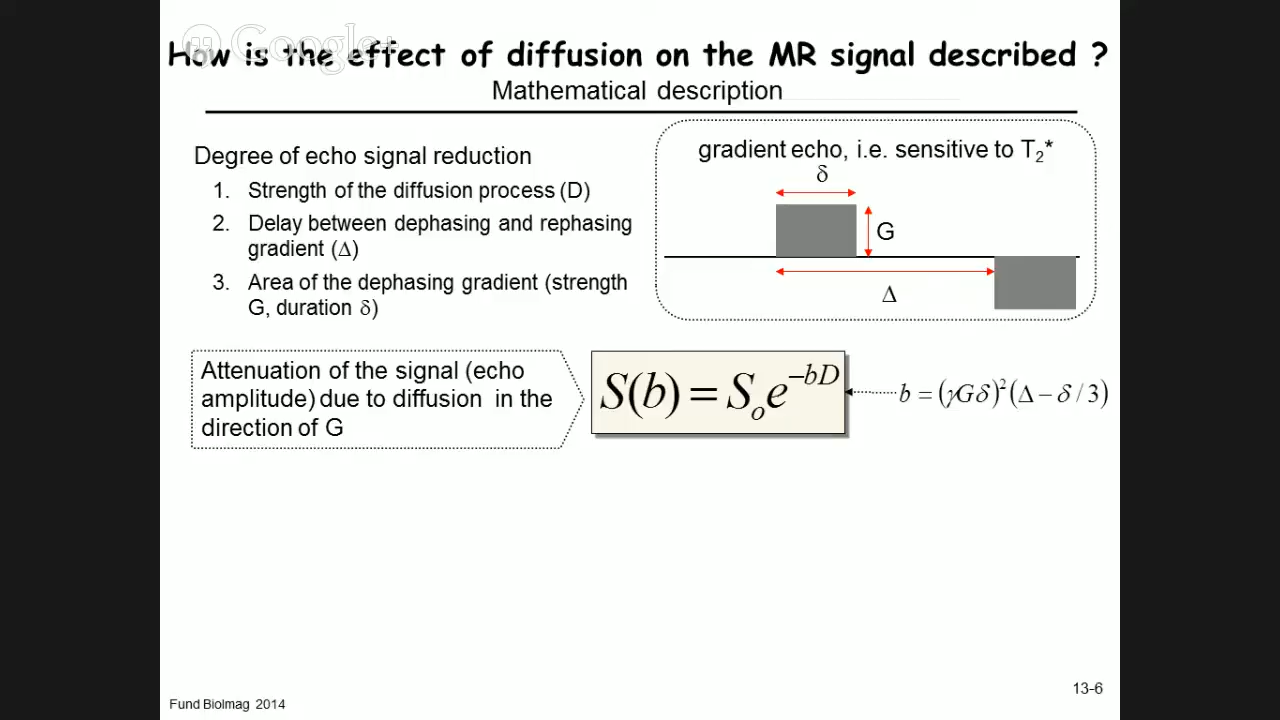 Google+
How is the effect of diffusion on the MR signal described ?
Mathematical description
Degree of echo signal reduction
1. Strength of the diffusion process (D)
2. Delay between dephasing and rephasing
gradient (Δ)
3. Area of the dephasing gradient (strength
G, duration δ)
gradient echo, i.e. sensitive to T₂*
δ
G
Δ
Attenuation of the signal (echo
amplitude) due to diffusion in the
direction of G
S(b) = Sₒe^{−bD}
b = (γGδ)²(Δ − δ / 3)
13-6
Fund BioImag 2014